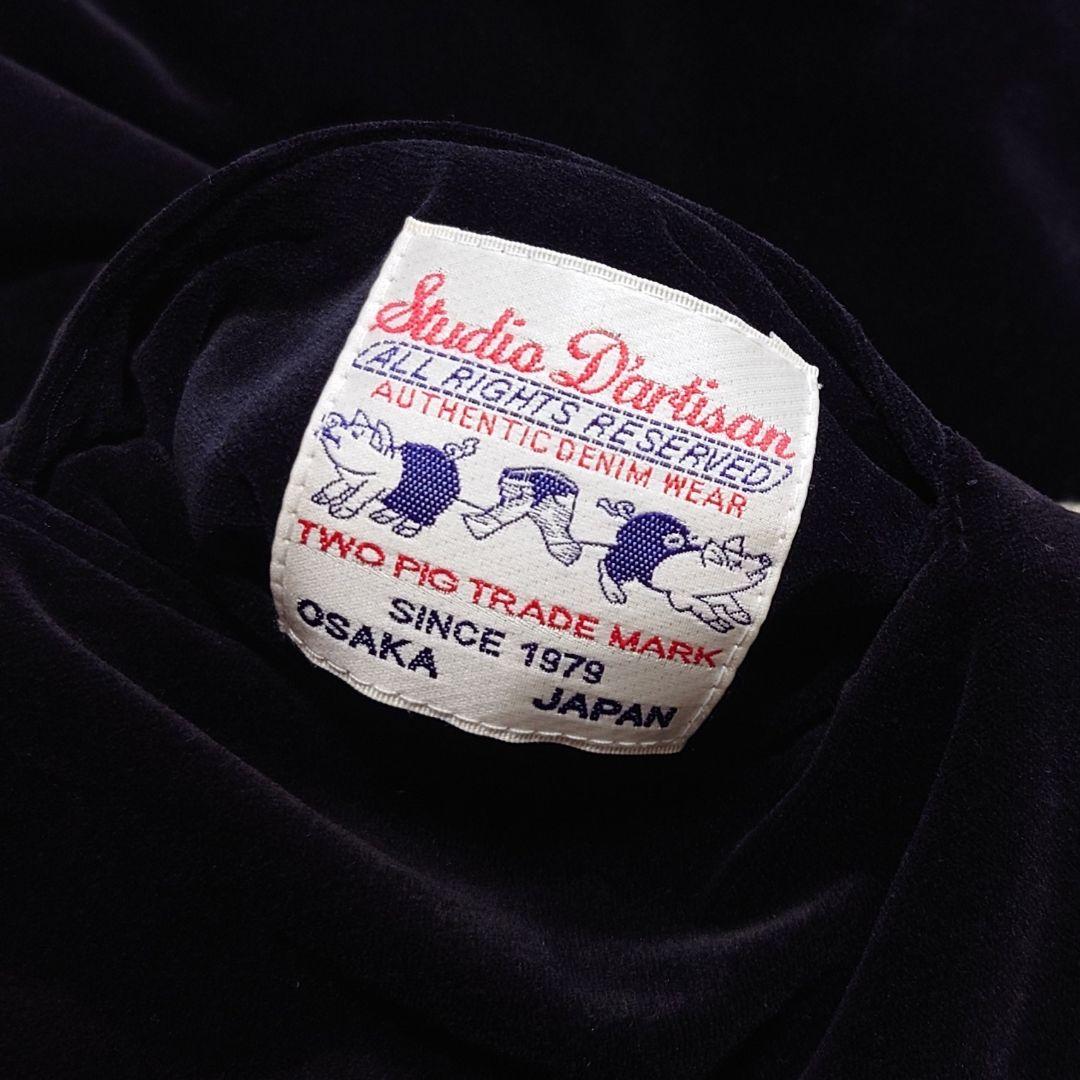 Studio D'artisan
ALL RIGHTS RESERVED
AUTHENTIC DENIM WEAR
TWO PIG TRADE MARK
SINCE 1979
OSAKA JAPAN